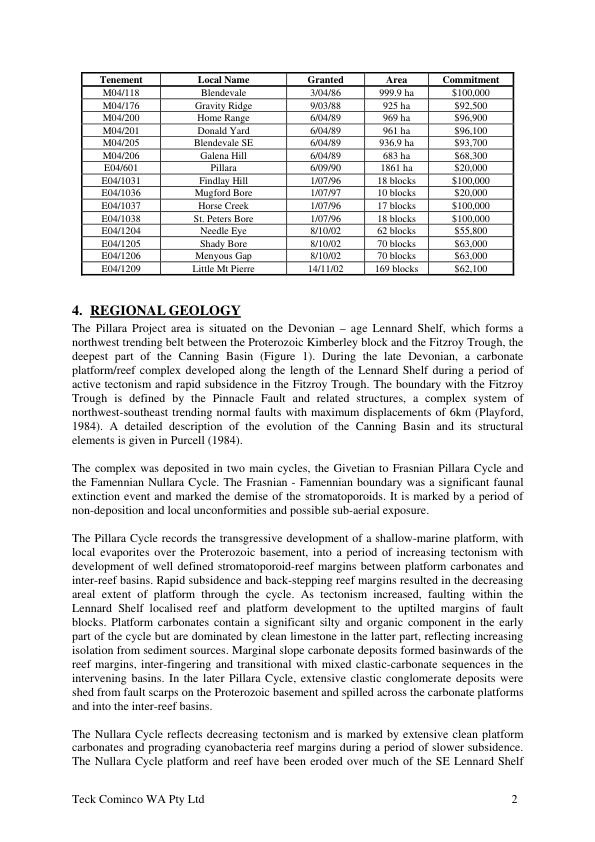 Tenement Local Name Granted Area Commitment
M04/118 Blendevale 3/04/86 999.9 ha $100,000
M04/176 Gravity Ridge 9/03/88 925 ha $92,500
M04/200 Home Range 6/04/89 969 ha $96,900
M04/201 Donald Yard 6/04/89 961 ha $96,100
M04/205 Blendevale SE 6/04/89 936.9 ha $93,700
M04/206 Galena Hill 6/04/89 683 ha $68,300
E04/601 Pillara 6/09/90 1861 ha $20,000
E04/1031 Findlay Hill 1/07/96 18 blocks $100,000
E04/1036 Mugford Bore 1/07/97 10 blocks $20,000
E04/1037 Horse Creek 1/07/96 17 blocks $100,000
E04/1038 St. Peters Bore 1/07/96 18 blocks $100,000
E04/1204 Needle Eye 8/10/02 62 blocks $55,800
E04/1205 Shady Bore 8/10/02 70 blocks $63,000
E04/1206 Menyous Gap 8/10/02 70 blocks $63,000
E04/1209 Little Mt Pierre 14/11/02 169 blocks $62,100
4. REGIONAL GEOLOGY
The Pillara Project area is situated on the Devonian – age Lennard Shelf, which forms a
northwest trending belt between the Proterozoic Kimberley block and the Fitzroy Trough, the
deepest part of the Canning Basin (Figure 1). During the late Devonian, a carbonate
platform/reef complex developed along the length of the Lennard Shelf during a period of
active tectonism and rapid subsidence in the Fitzroy Trough. The boundary with the Fitzroy
Trough is defined by the Pinnacle Fault and related structures, a complex system of
northwest-southeast trending normal faults with maximum displacements of 6km (Playford,
1984). A detailed description of the evolution of the Canning Basin and its structural
elements is given in Purcell (1984).
The complex was deposited in two main cycles, the Givetian to Frasnian Pillara Cycle and
the Famennian Nullara Cycle. The Frasnian - Famennian boundary was a significant faunal
extinction event and marked the demise of the stromatoporoids. It is marked by a period of
non-deposition and local unconformities and possible sub-aerial exposure.
The Pillara Cycle records the transgressive development of a shallow-marine platform, with
local evaporites over the Proterozoic basement, into a period of increasing tectonism with
development of well defined stromatoporoid-reef margins between platform carbonates and
inter-reef basins. Rapid subsidence and back-stepping reef margins resulted in the decreasing
areal extent of platform through the cycle. As tectonism increased, faulting within the
Lennard Shelf localised reef and platform development to the uptilted margins of fault
blocks. Platform carbonates contain a significant silty and organic component in the early
part of the cycle but are dominated by clean limestone in the latter part, reflecting increasing
isolation from sediment sources. Marginal slope carbonate deposits formed basinwards of the
reef margins, inter-fingering and transitional with mixed clastic-carbonate sequences in the
intervening basins. In the later Pillara Cycle, extensive clastic conglomerate deposits were
shed from fault scarps on the Proterozoic basement and spilled across the carbonate platforms
and into the inter-reef basins.
The Nullara Cycle reflects decreasing tectonism and is marked by extensive clean platform
carbonates and prograding cyanobacteria reef margins during a period of slower subsidence.
The Nullara Cycle platform and reef have been eroded over much of the SE Lennard Shelf
Teck Cominco WA Pty Ltd 2